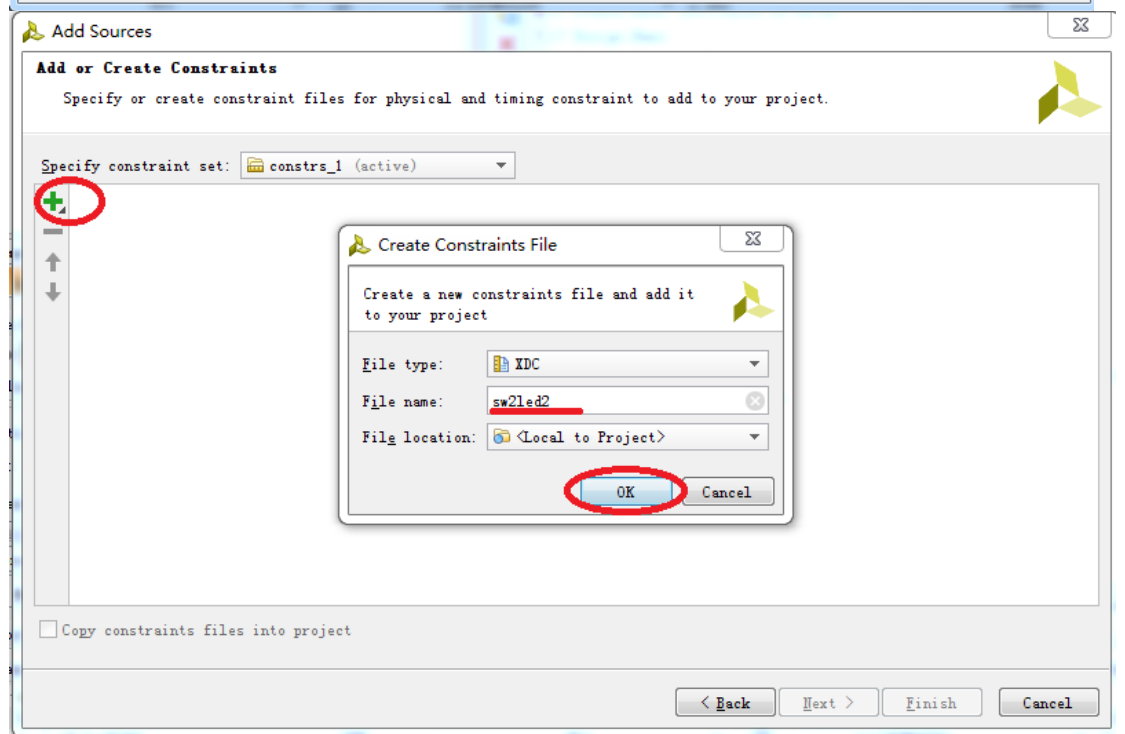 Add Sources
Add or Create Constraints
Specify or create constraint files for physical and timing constraint to add to your project.
Specify constraint set: constrs_1 (active)
Create Constraints File
Create a new constraints file and add it
to your project
File type: XDC
File name: sw2led2
File location: <Local to Project>
OK Cancel
Copy constraints files into project
< Back Next > Finish Cancel